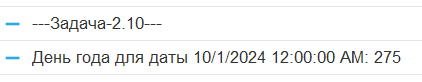 ---Задача-2.10---
День года для даты 10/1/2024 12:00:00 AM: 275